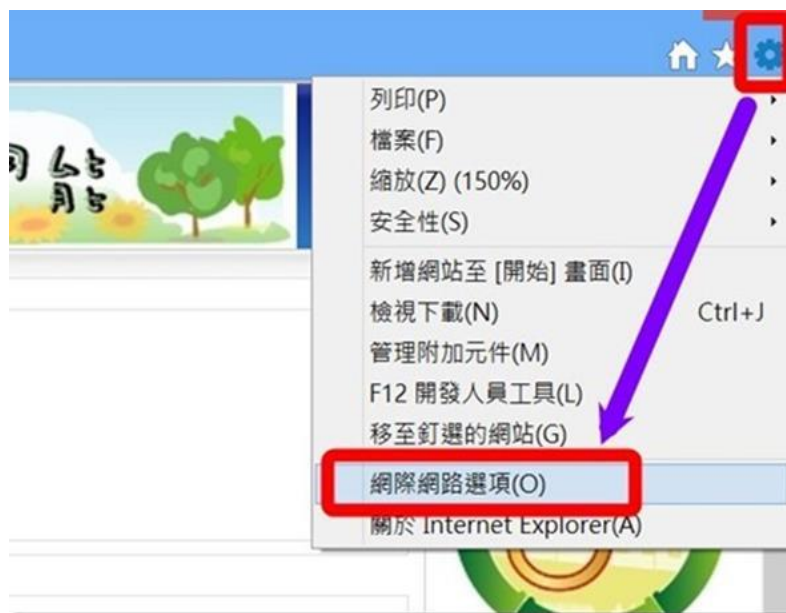 列印(P)
檔案(F)
縮放(Z) (150%)
安全性(S)
新增網站至 [開始] 畫面(I)
檢視下載(N) Ctrl+J
管理附加元件(M)
F12 開發人員工具(L)
移至釘選的網站(G)
網際網路選項(O)
關於 Internet Explorer(A)